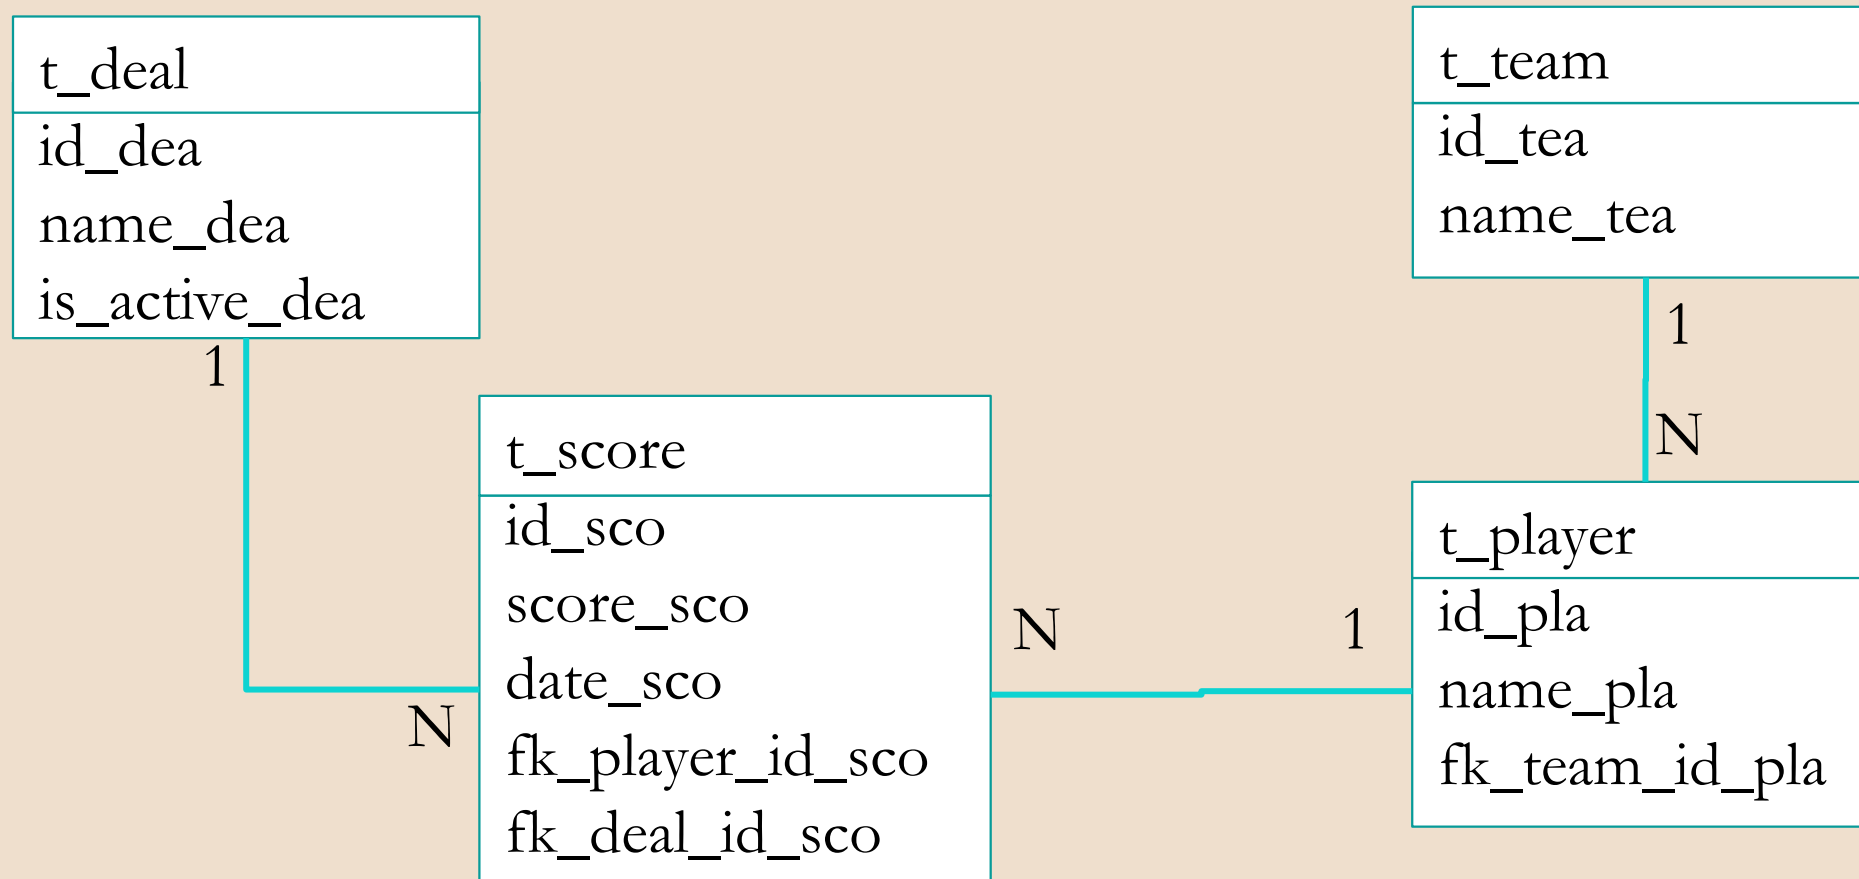 t_deal
id_dea
name_dea
is_active_dea
1
N
t_score
id_sco
score_sco
date_sco
fk_player_id_sco
fk_deal_id_sco
N
1
t_team
id_tea
name_tea
1
N
t_player
id_pla
name_pla
fk_team_id_pla